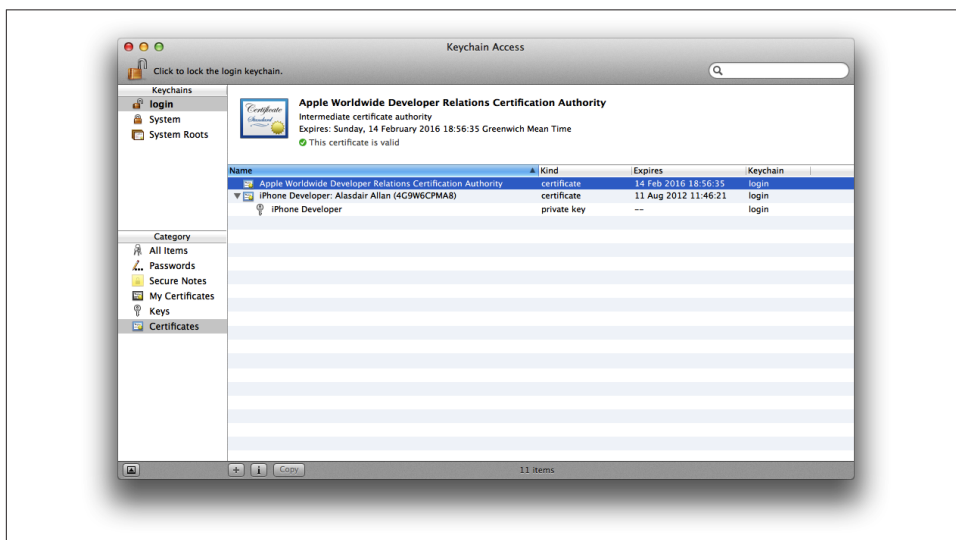 Keychain Access
Click to lock the login keychain.
Keychains
login
System
System Roots
Certificate
Standard
Apple Worldwide Developer Relations Certification Authority
Intermediate certificate authority
Expires: Sunday, 14 February 2016 18:56:35 Greenwich Mean Time
This certificate is valid
Name Kind Expires Keychain
Apple Worldwide Developer Relations Certification Authority certificate 14 Feb 2016 18:56:35 login
iPhone Developer: Alasdair Allan (4G9W6CPMA8) certificate 11 Aug 2012 11:46:21 login
iPhone Developer private key -- login
Category
All Items
Passwords
Secure Notes
My Certificates
Keys
Certificates
+ i Copy 11 items